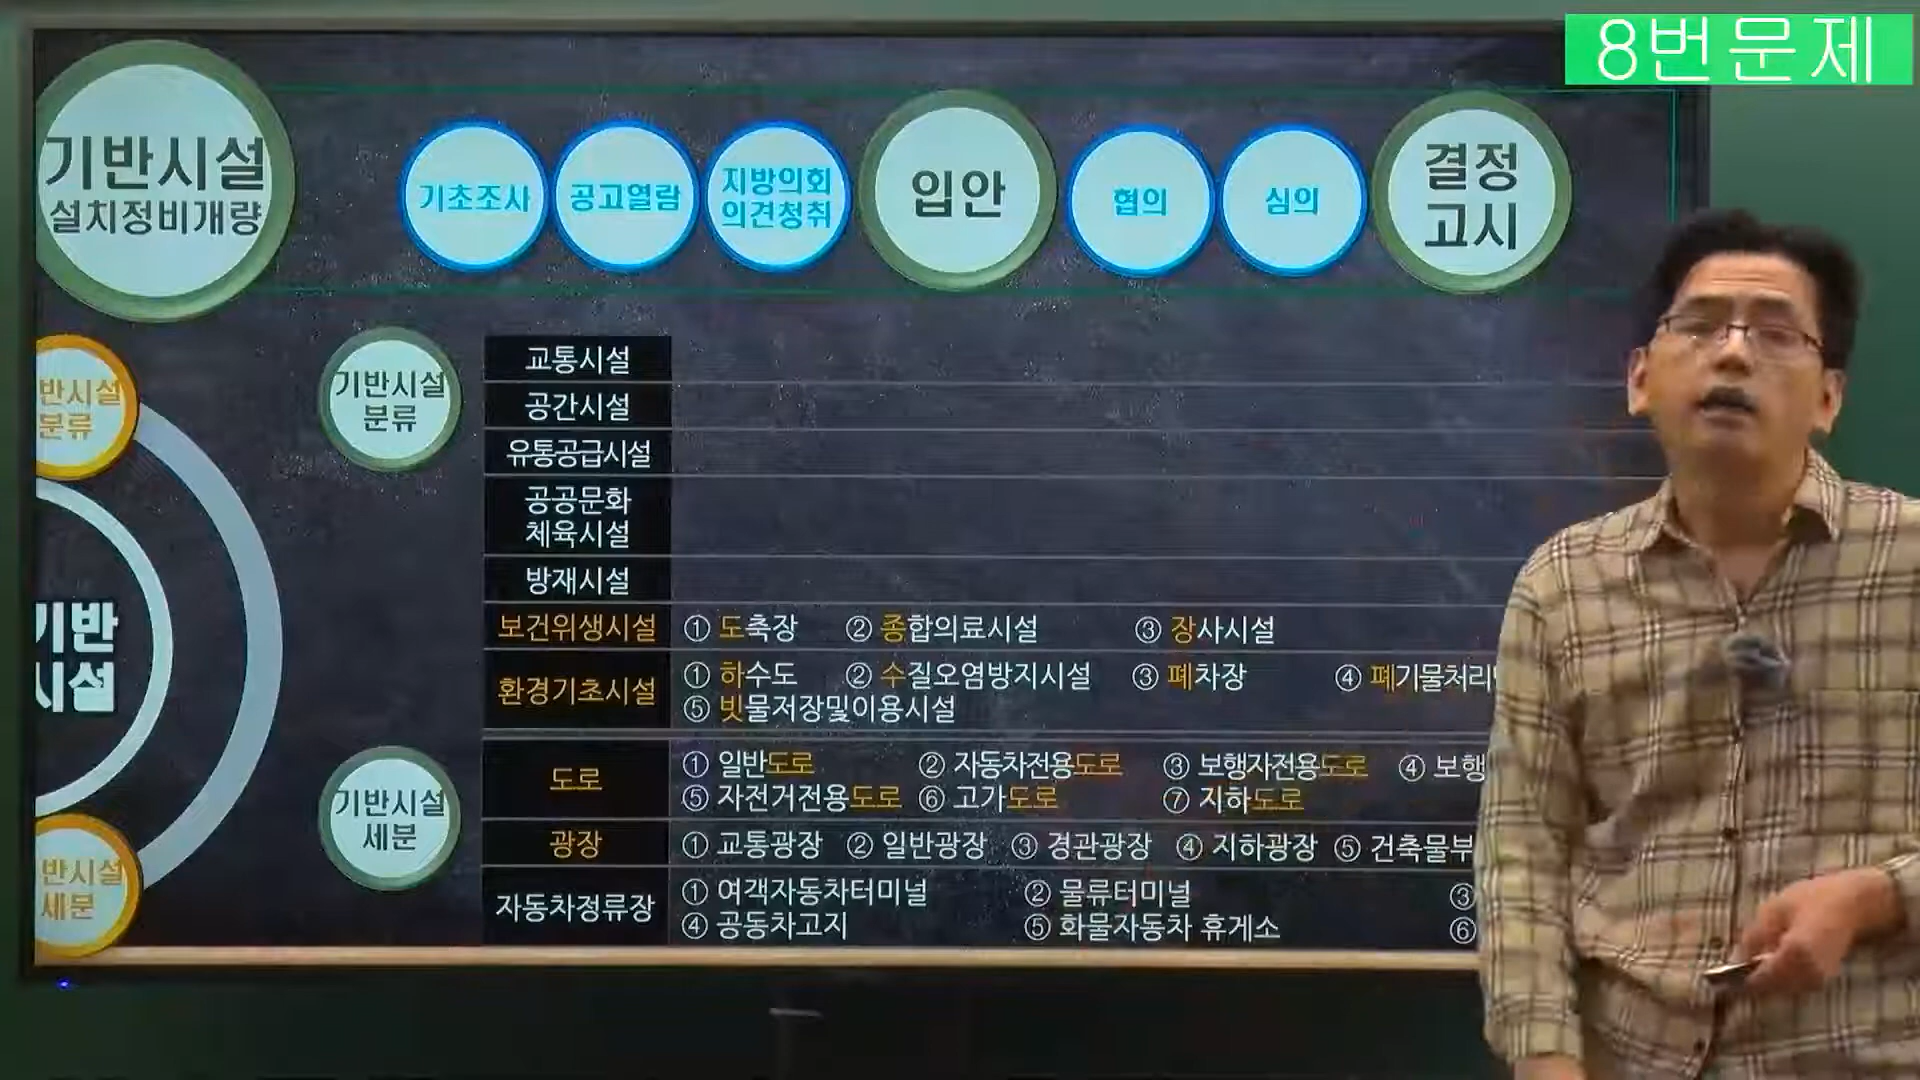 8번문제
기반시설
설치정비개량
기초조사
공고열람
지방의회
의견청취
입안
협의
심의
결정
고시
반시설
분류
기반
시설
반시설
세분
기반시설
분류
교통시설
공간시설
유통공급시설
공공문화
체육시설
방재시설
보건위생시설 ① 도축장 ② 종합의료시설 ③ 장사시설
환경기초시설 ① 하수도 ② 수질오염방지시설 ③ 폐차장 ④ 폐기물처리
⑤ 빗물저장및이용시설
기반시설
세분
도로 ① 일반도로 ② 자동차전용도로 ③ 보행자전용도로 ④ 보행
⑤ 자전거전용도로 ⑥ 고가도로 ⑦ 지하도로
광장 ① 교통광장 ② 일반광장 ③ 경관광장 ④ 지하광장 ⑤ 건축물부
자동차정류장 ① 여객자동차터미널 ② 물류터미널 ③
④ 공동차고지 ⑤ 화물자동차 휴게소 ⑥